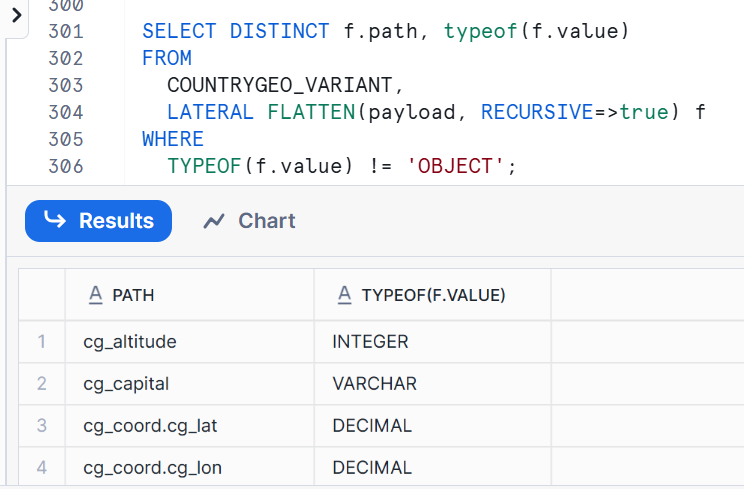 300
301 SELECT DISTINCT f.path, typeof(f.value)
302 FROM
303 COUNTRYGEO_VARIANT,
304 LATERAL FLATTEN(payload, RECURSIVE=>true) f
305 WHERE
306 TYPEOF(f.value) != 'OBJECT';
Results Chart
A PATH A TYPEOF(F.VALUE)
1 cg_altitude INTEGER
2 cg_capital VARCHAR
3 cg_coord.cg_lat DECIMAL
4 cg_coord.cg_lon DECIMAL